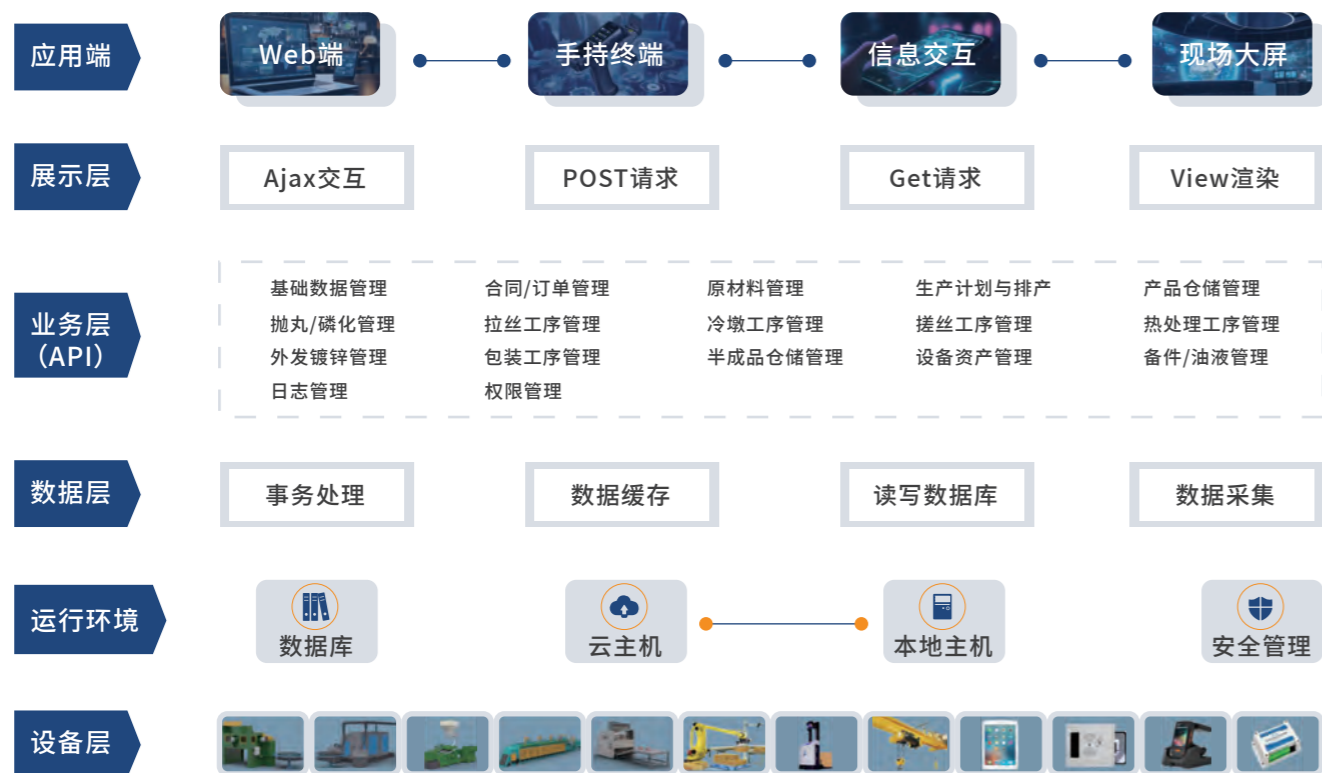 应用端
Web端
手持终端
信息交互
现场大屏
展示层
Ajax交互
POST请求
Get请求
View渲染
业务层
（API）
基础数据管理
合同/订单管理
原材料管理
生产计划与排产
产品仓储管理
抛丸/磷化管理
拉丝工序管理
冷墩工序管理
搓丝工序管理
热处理工序管理
外发镀锌管理
包装工序管理
半成品仓储管理
设备资产管理
备件/油液管理
日志管理
权限管理
数据层
事务处理
数据缓存
读写数据库
数据采集
运行环境
数据库
云主机
本地主机
安全管理
设备层